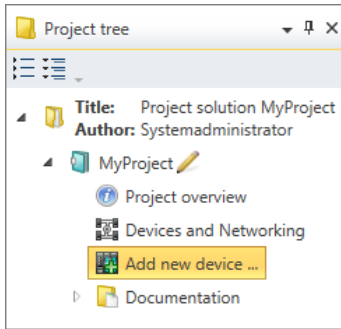 Project tree
Title: Project solution MyProject
Author: Systemadministrator
MyProject
Project overview
Devices and Networking
Add new device ...
Documentation